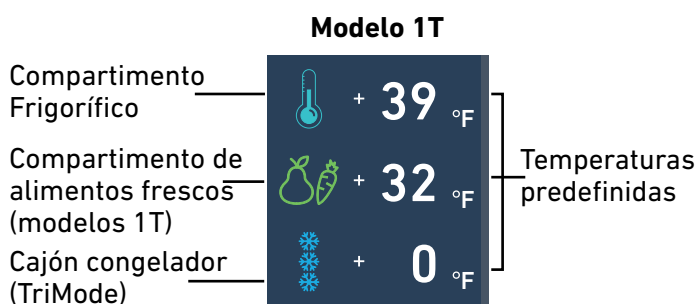 Modelo 1T
Compartimento
Frigorífico
+ 39 °F
Compartimento de
alimentos frescos
(modelos 1T)
+ 32 °F
Cajón congelador
(TriMode)
+ 0 °F
Temperaturas
predefinidas